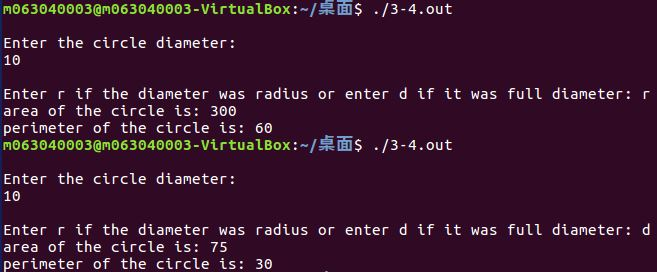 m063040003@m063040003-VirtualBox:~/桌面$ ./3-4.out
Enter the circle diameter:
10
Enter r if the diameter was radius or enter d if it was full diameter: r
area of the circle is: 300
perimeter of the circle is: 60
m063040003@m063040003-VirtualBox:~/桌面$ ./3-4.out
Enter the circle diameter:
10
Enter r if the diameter was radius or enter d if it was full diameter: d
area of the circle is: 75
perimeter of the circle is: 30